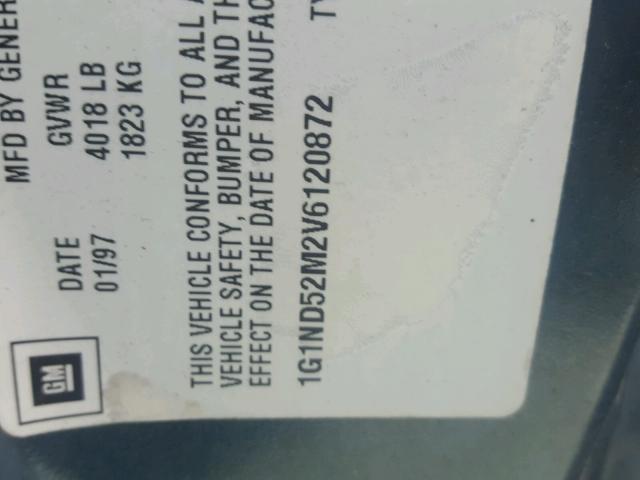 MFD BY GENER
DATE GVWR
01/97 4018 LB
1823 KG
THIS VEHICLE CONFORMS TO ALL A
VEHICLE SAFETY, BUMPER, AND TH
EFFECT ON THE DATE OF MANUFAC
1G1ND52M2V6120872 TY
GM